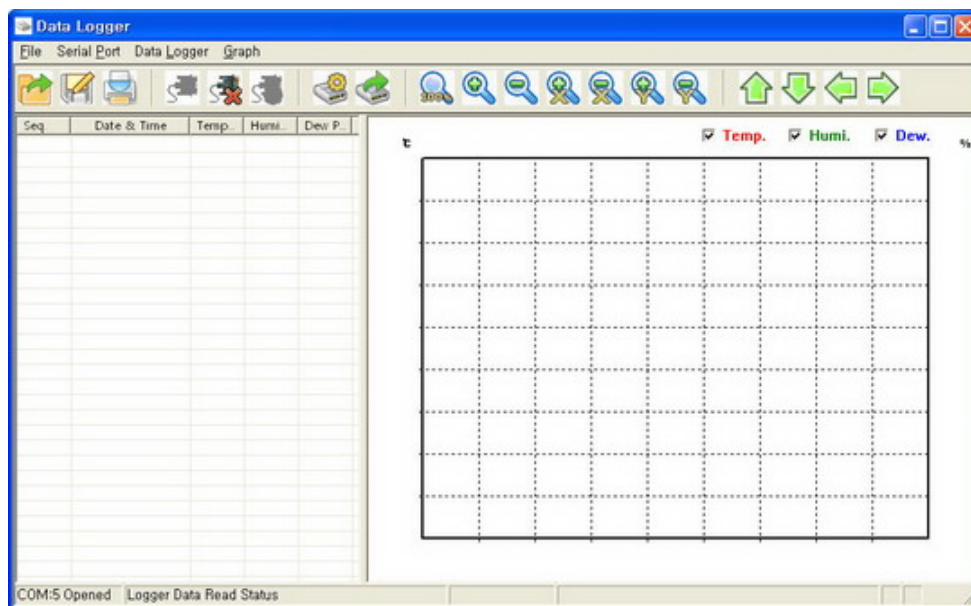 Data Logger
File Serial Port Data Logger Graph
100%
Seq Date & Time Temp... Humi... Dew P...
Temp. Humi. Dew.
℃ %
COM:5 Opened Logger Data Read Status